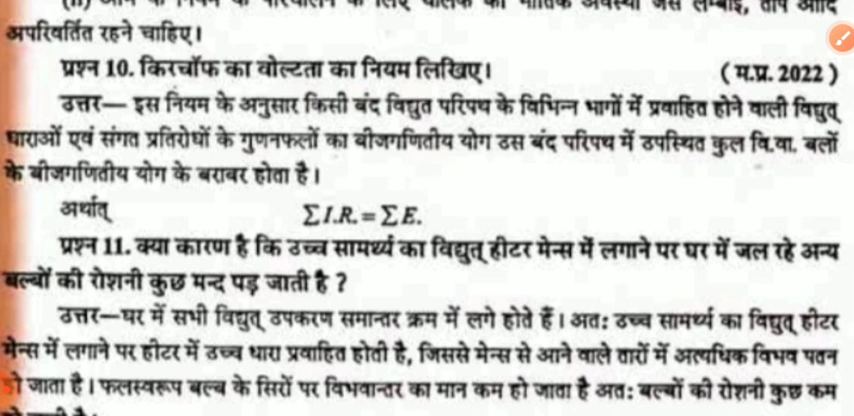 अपरिवर्तित रहने चाहिए।
प्रश्न 10. किरचॉफ का वोल्टता का नियम लिखिए। ( म.प्र. 2022 )
उत्तर— इस नियम के अनुसार किसी बंद विद्युत परिपथ के विभिन्न भागों में प्रवाहित होने वाली विद्युत्
धाराओं एवं संगत प्रतिरोधों के गुणनफलों का बीजगणितीय योग उस बंद परिपथ में उपस्थित कुल वि.वा. बलों
के बीजगणितीय योग के बराबर होता है।
अर्थात् ∑I.R. = ∑E.
प्रश्न 11. क्या कारण है कि उच्च सामर्थ्य का विद्युत् हीटर मेन्स में लगाने पर घर में जल रहे अन्य
बल्बों की रोशनी कुछ मन्द पड़ जाती है ?
उत्तर—घर में सभी विद्युत् उपकरण समान्तर क्रम में लगे होते हैं। अतः उच्च सामर्थ्य का विद्युत् हीटर
मेन्स में लगाने पर हीटर में उच्च धारा प्रवाहित होती है, जिससे मेन्स से आने वाले तारों में अत्यधिक विभव पतन
हो जाता है। फलस्वरूप बल्ब के सिरों पर विभवान्तर का मान कम हो जाता है अतः बल्बों की रोशनी कुछ कम